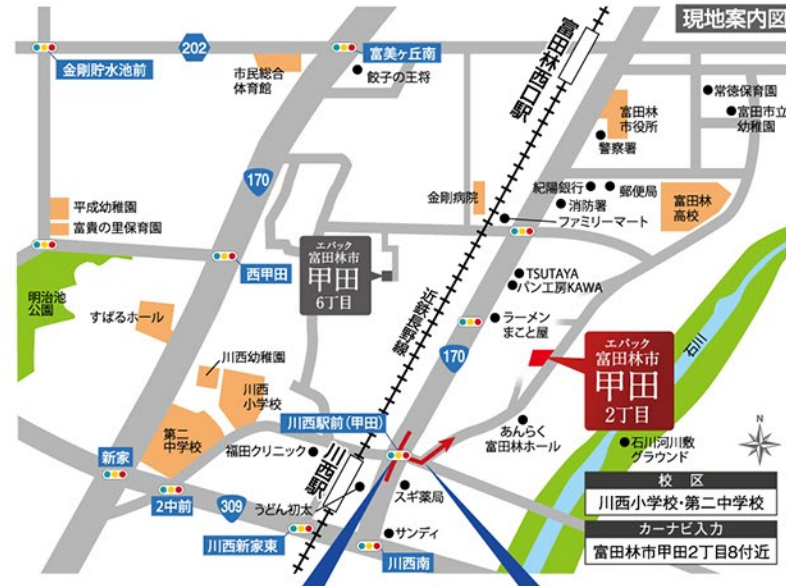 現地案内図
202
金剛貯水池前
市民総合
体育館
富美ヶ丘南
餃子の王将
富田林西口駅
富田林
市役所
警察署
常徳保育園
富田市立
幼稚園
170
平成幼稚園
富貴の里保育園
金剛病院
紀陽銀行
郵便局
消防署
ファミリーマート
富田林
高校
西甲田
エパック
富田林市
甲田
6丁目
近鉄長野線
TSUTAYA
パン工房KAWA
明治池
公園
すばるホール
ラーメン
まこと屋
170
石川
エパック
富田林市
甲田
2丁目
川西幼稚園
川西
小学校
川西駅前(甲田)
第二
中学校
福田クリニック
川西駅
あんらく
富田林ホール
石川河川敷
グラウンド
N
新家
2中前
309
うどん初太
スギ薬局
川西新家東
サンディ
川西南
校区
川西小学校・第二中学校
カーナビ入力
富田林市甲田2丁目8付近